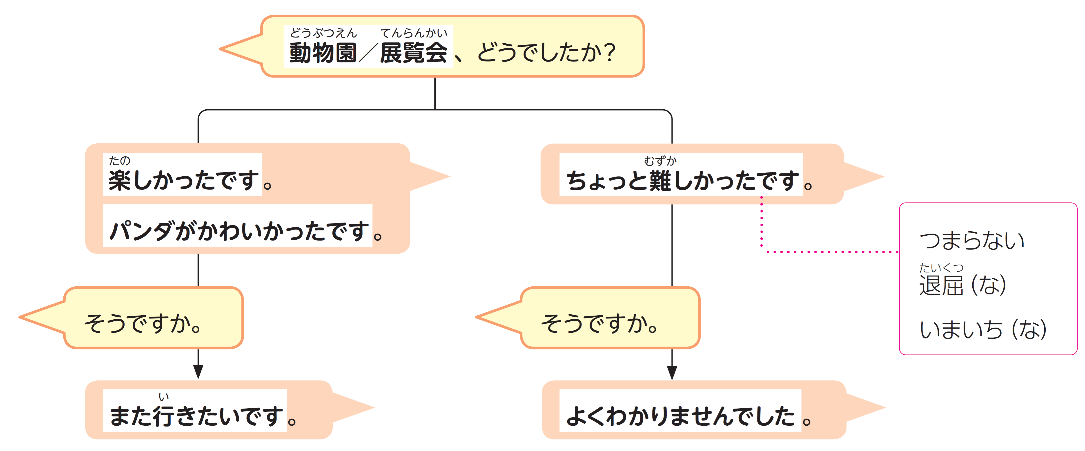 どうぶつえん てんらんかい
動物園／展覧会、どうでしたか？
たの
楽しかったです。
パンダがかわいかったです。
そうですか。
い
また行きたいです。
むずか
ちょっと難しかったです。
つまらない
たいくつ
退屈（な）
いまいち（な）
そうですか。
よくわかりませんでした。